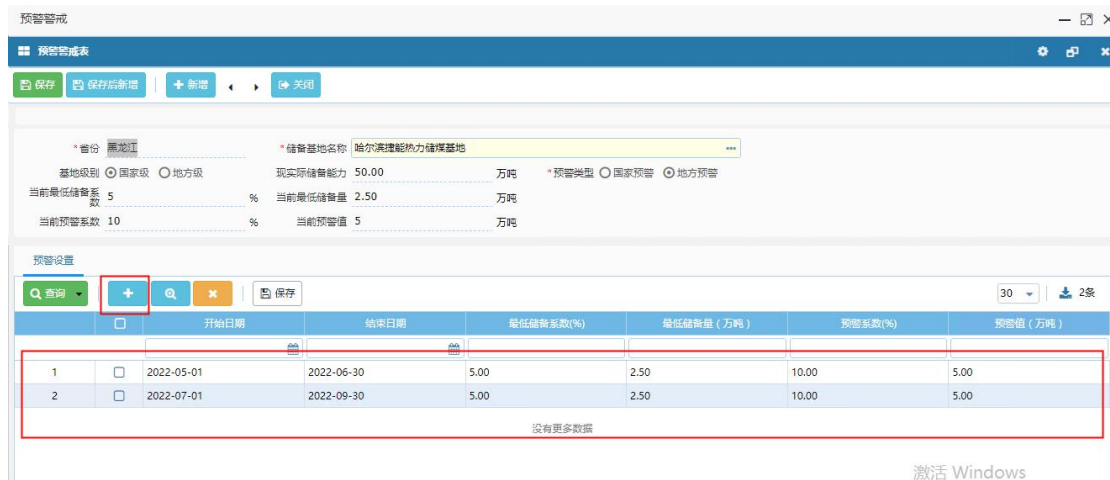 预警警戒
预警警戒表
保存 保存后新增 新增 关闭
*省份 黑龙江 *储备基地名称 哈尔滨捷能热力储煤基地
基地级别 国家级 地方级 现实际储备能力 50.00 万吨 *预警类型 国家预警 地方预警
当前最低储备系数 5 % 当前最低储备量 2.50 万吨
当前预警系数 10 % 当前预警值 5 万吨
预警设置
查询 保存 30 2条
开始日期 结束日期 最低储备系数(%) 最低储备量(万吨) 预警系数(%) 预警值(万吨)
1 2022-05-01 2022-06-30 5.00 2.50 10.00 5.00
2 2022-07-01 2022-09-30 5.00 2.50 10.00 5.00
没有更多数据
激活 Windows